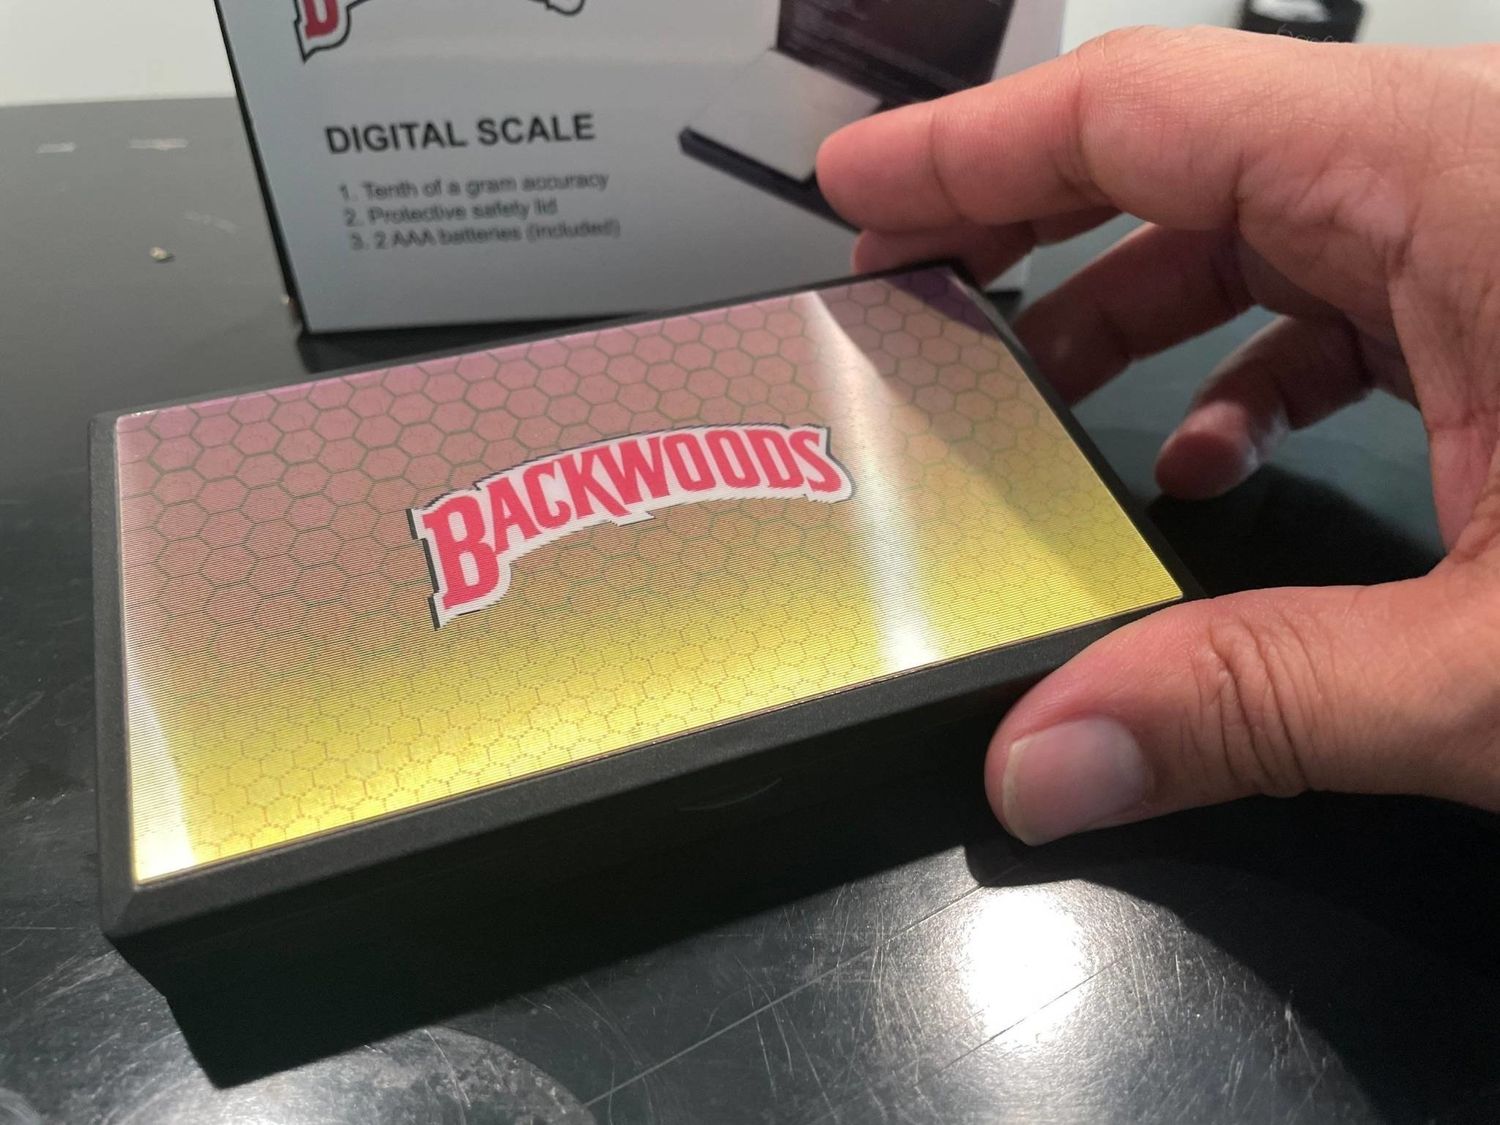 DIGITAL SCALE
1. Tenth of a gram accuracy
2. Protective safety lid
3. 2 AAA batteries (included)
BACKWOODS